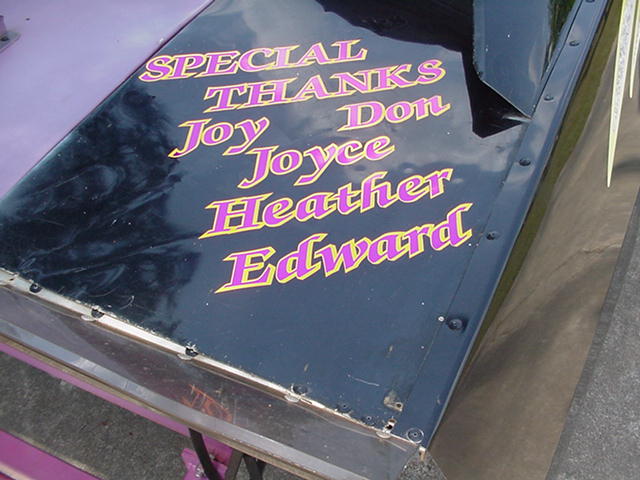 SPECIAL
THANKS
Joy Don
Joyce
Heather
Edward